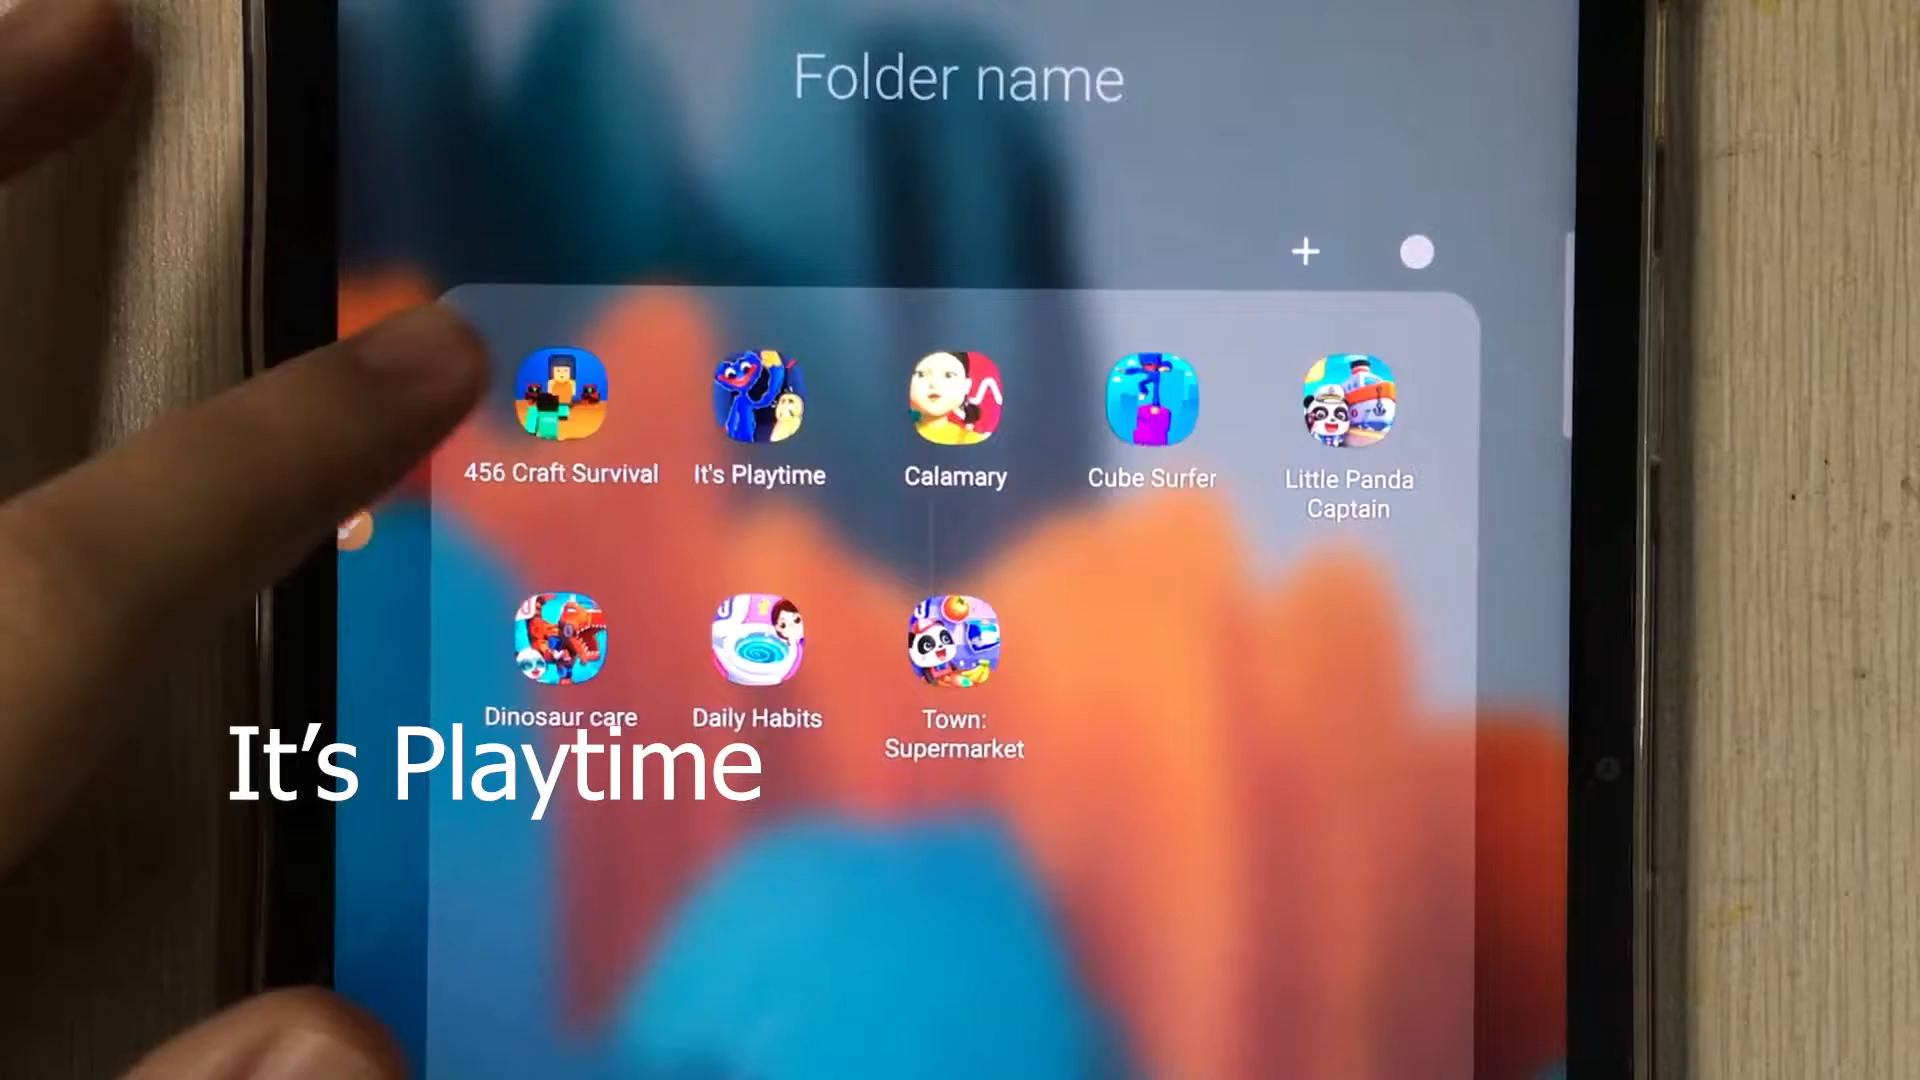 Folder name
456 Craft Survival
It's Playtime
Calamary
Cube Surfer
Little Panda
Captain
Dinosaur care
Daily Habits
Town:
Supermarket
It’s Playtime